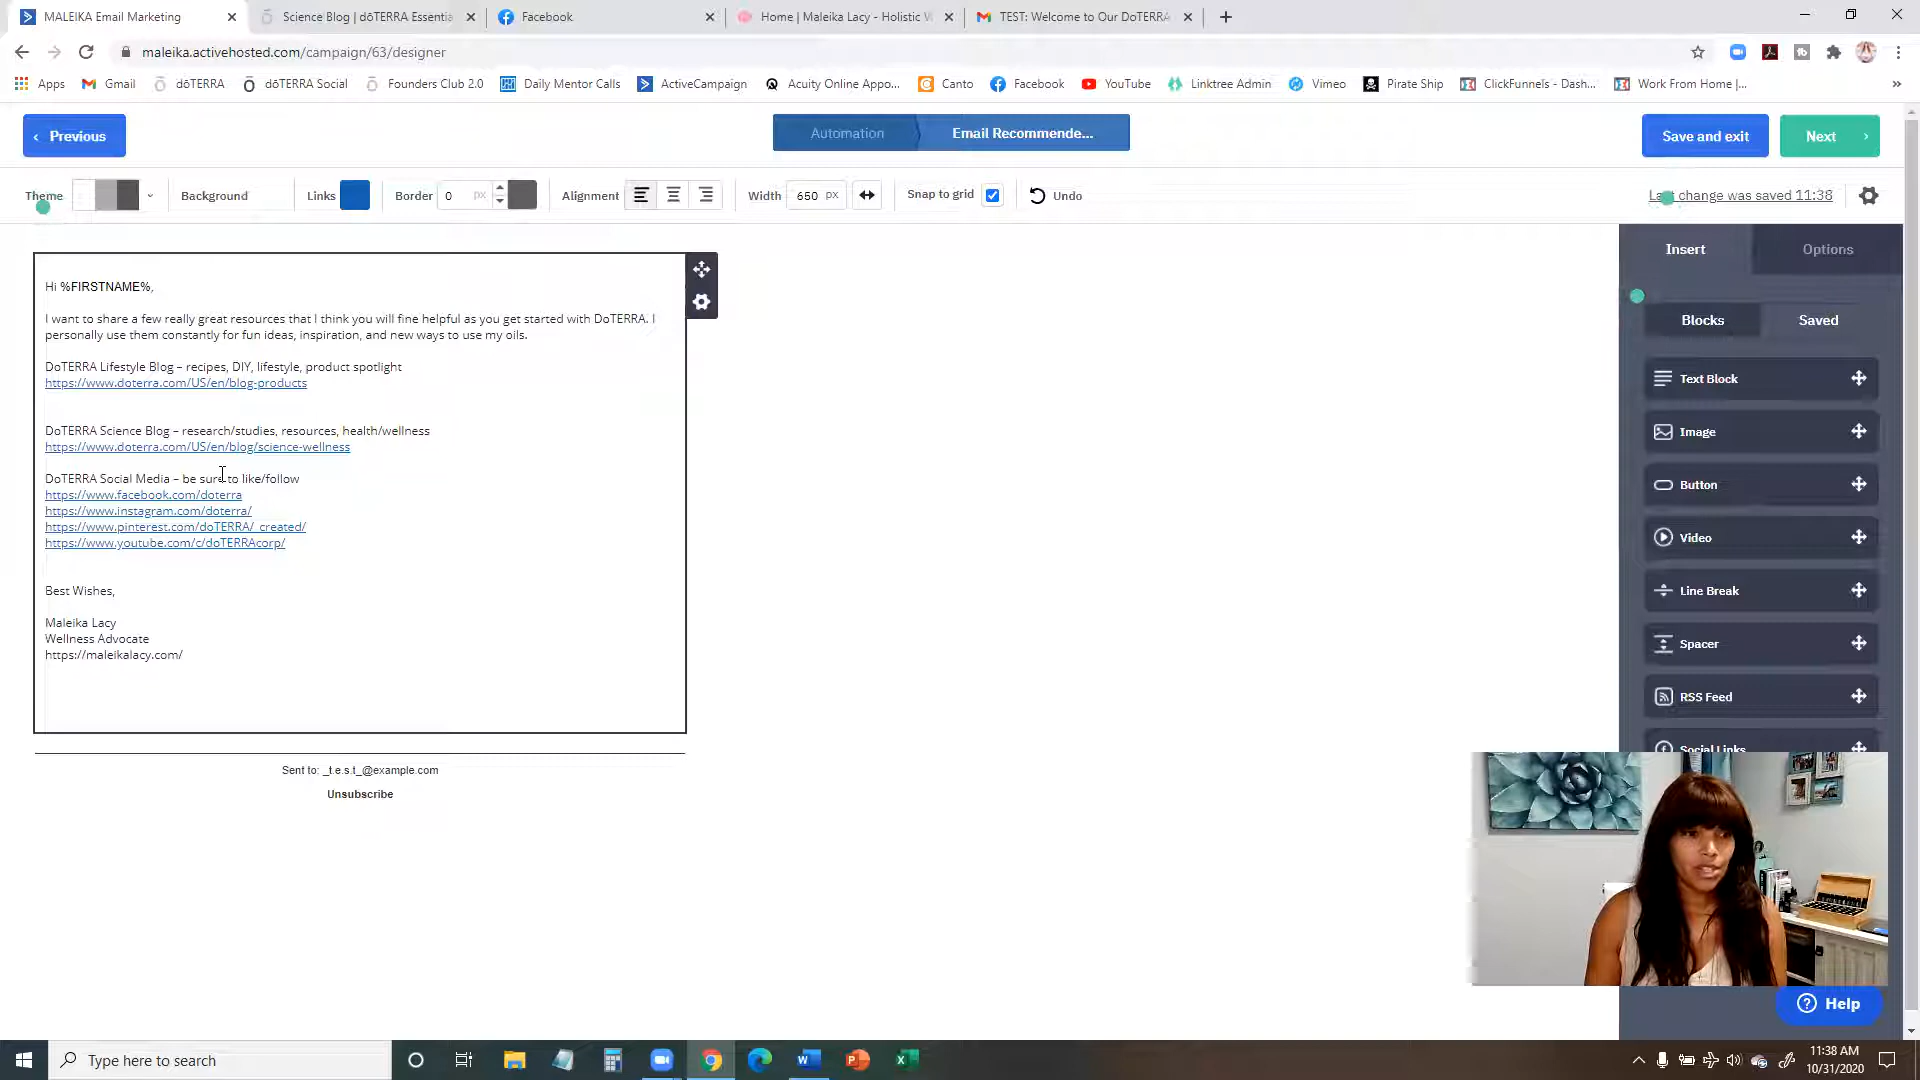 MALEIKA Email Marketing
Science Blog | dōTERRA Essentia
Facebook
Home | Maleika Lacy - Holistic W
TEST: Welcome to Our DoTERRA
maleika.activehosted.com/campaign/63/designer
Apps
Gmail
dōTERRA
dōTERRA Social
Founders Club 2.0
Daily Mentor Calls
ActiveCampaign
Acuity Online Appo...
Canto
Facebook
YouTube
Linktree Admin
Vimeo
Pirate Ship
ClickFunnels - Dash...
Work From Home |...
Previous
Automation
Email Recommende...
Save and exit
Next
Theme
Background
Links
Border 0 px
Alignment
Width 650 px
Snap to grid
Undo
Last change was saved 11:38
Insert
Options
Blocks
Saved
Text Block
Image
Button
Video
Line Break
Spacer
RSS Feed
Social Links
Hi %FIRSTNAME%,
I want to share a few really great resources that I think you will fine helpful as you get started with DoTERRA. I
personally use them constantly for fun ideas, inspiration, and new ways to use my oils.
DoTERRA Lifestyle Blog – recipes, DIY, lifestyle, product spotlight
https://www.doterra.com/US/en/blog-products
DoTERRA Science Blog – research/studies, resources, health/wellness
https://www.doterra.com/US/en/blog/science-wellness
DoTERRA Social Media – be sure to like/follow
https://www.facebook.com/doterra
https://www.instagram.com/doterra/
https://www.pinterest.com/doTERRA/_created/
https://www.youtube.com/c/doTERRAcorp/
Best Wishes,
Maleika Lacy
Wellness Advocate
https://maleikalacy.com/
Sent to: _t.e.s.t_@example.com
Unsubscribe
Help
Type here to search
11:38 AM
10/31/2020